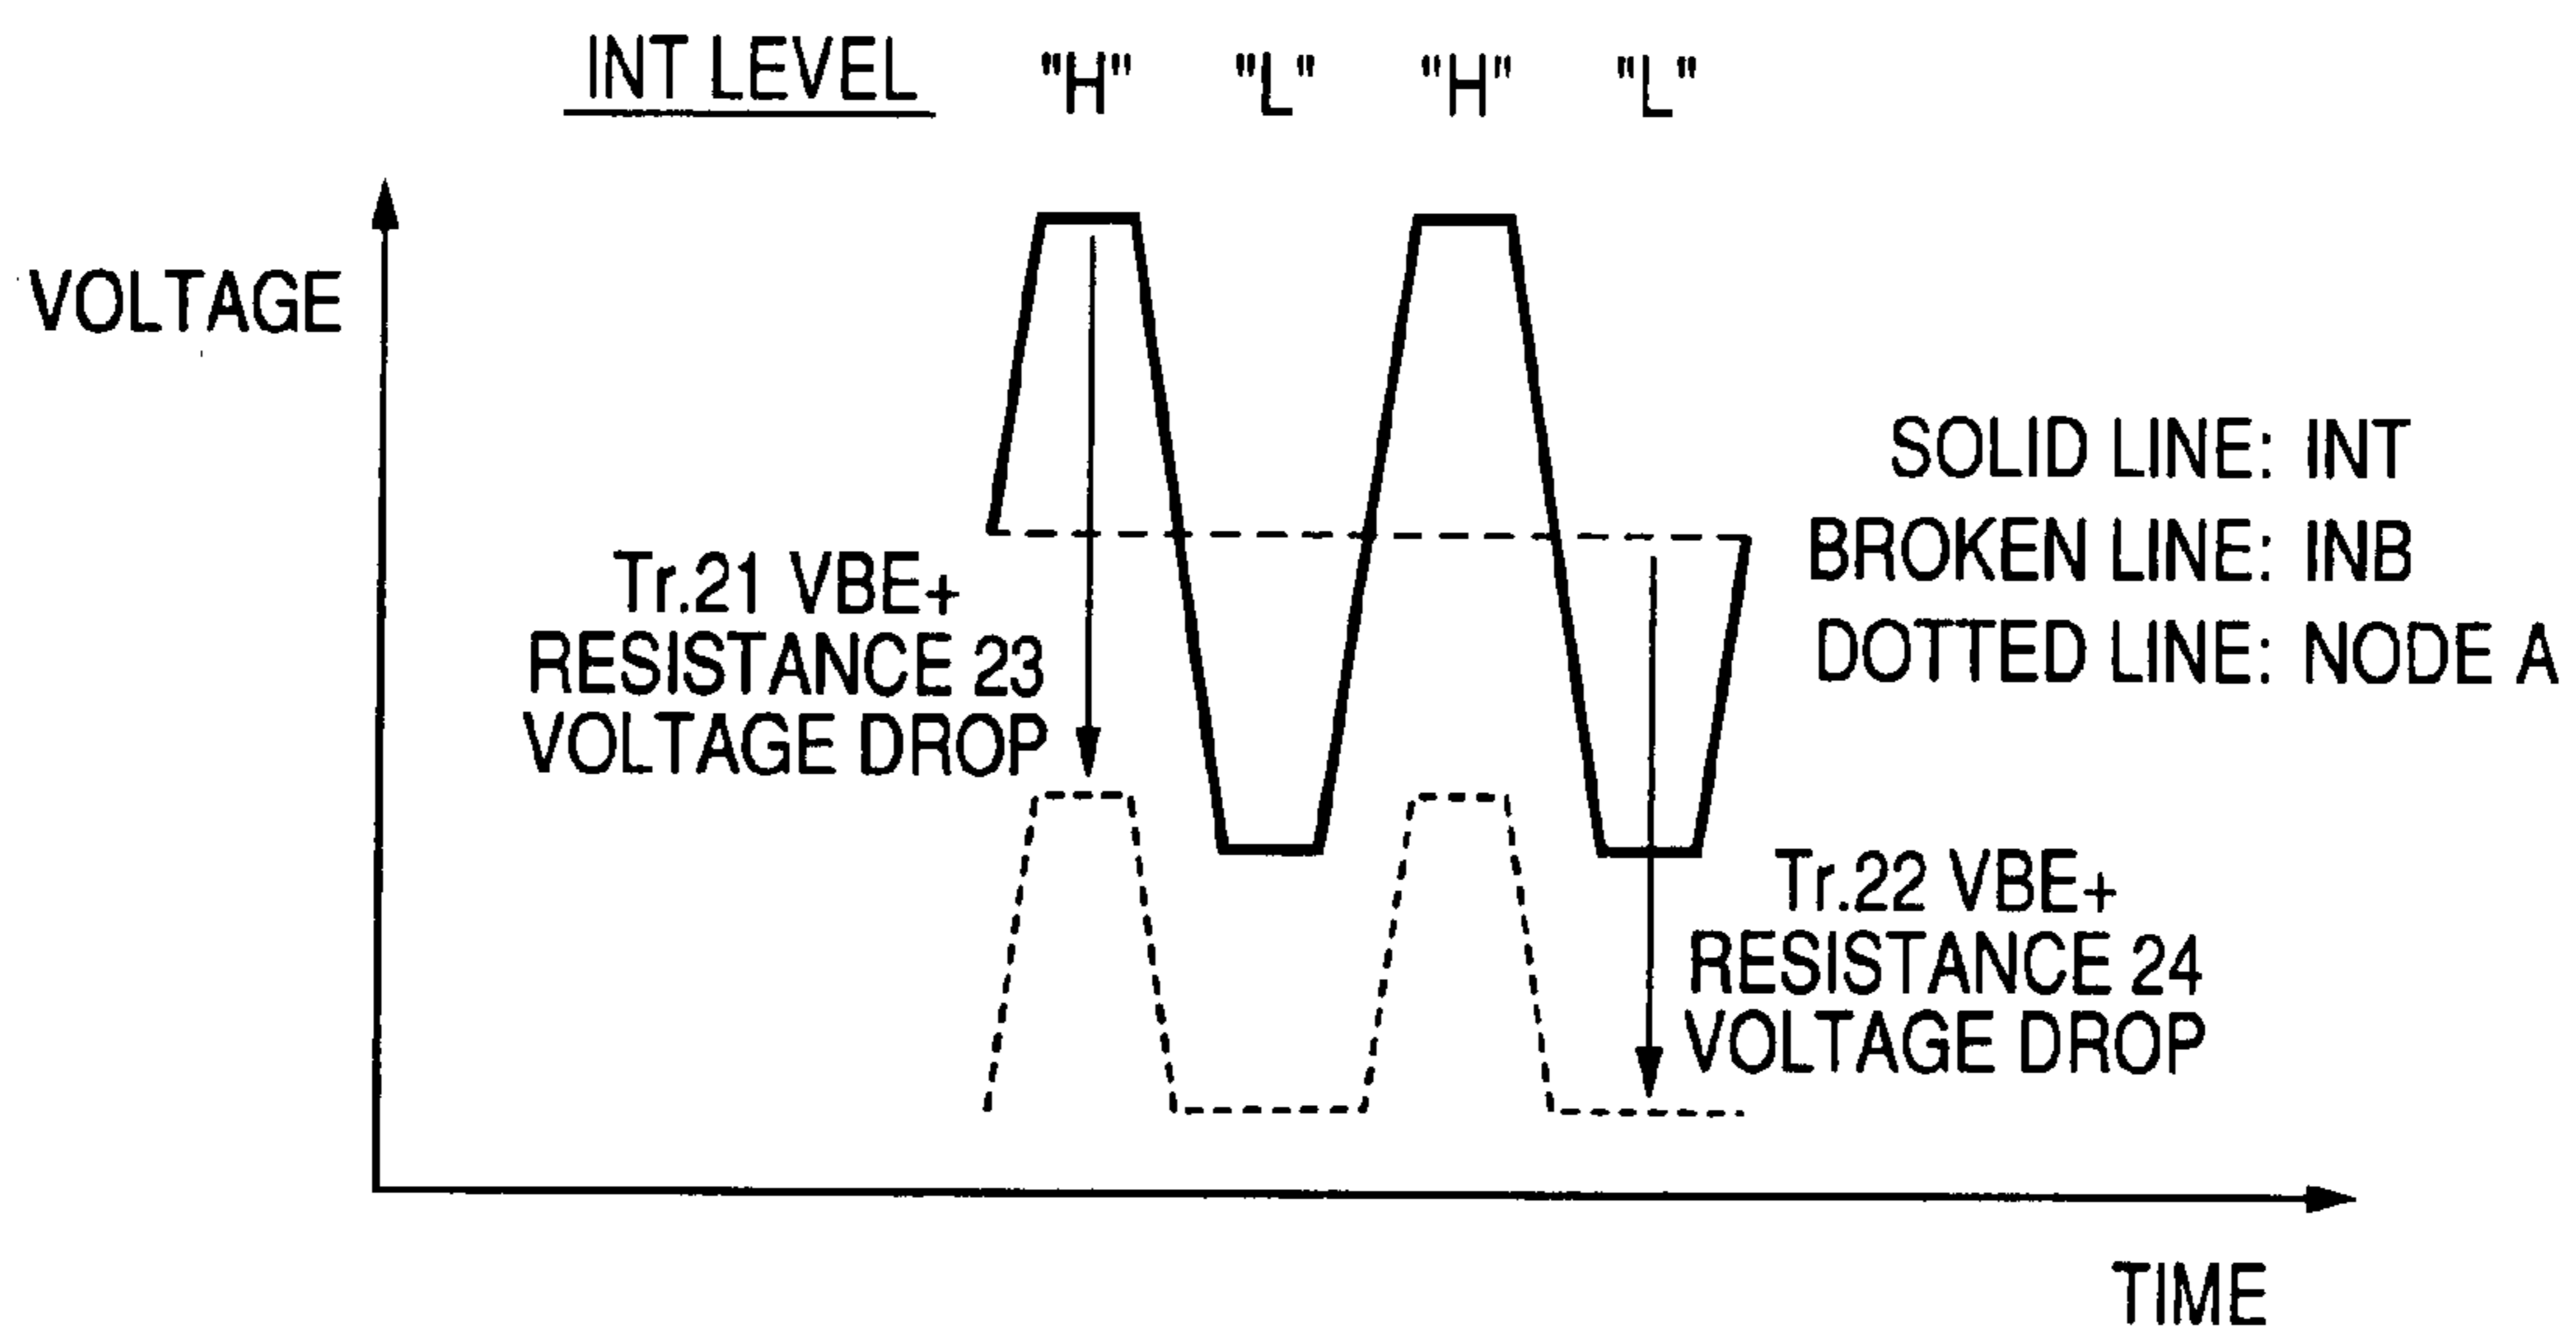 INT LEVEL "H" "L" "H" "L"
VOLTAGE
SOLID LINE: INT
BROKEN LINE: INB
DOTTED LINE: NODE A
Tr.21 VBE+
RESISTANCE 23
VOLTAGE DROP
Tr.22 VBE+
RESISTANCE 24
VOLTAGE DROP
TIME